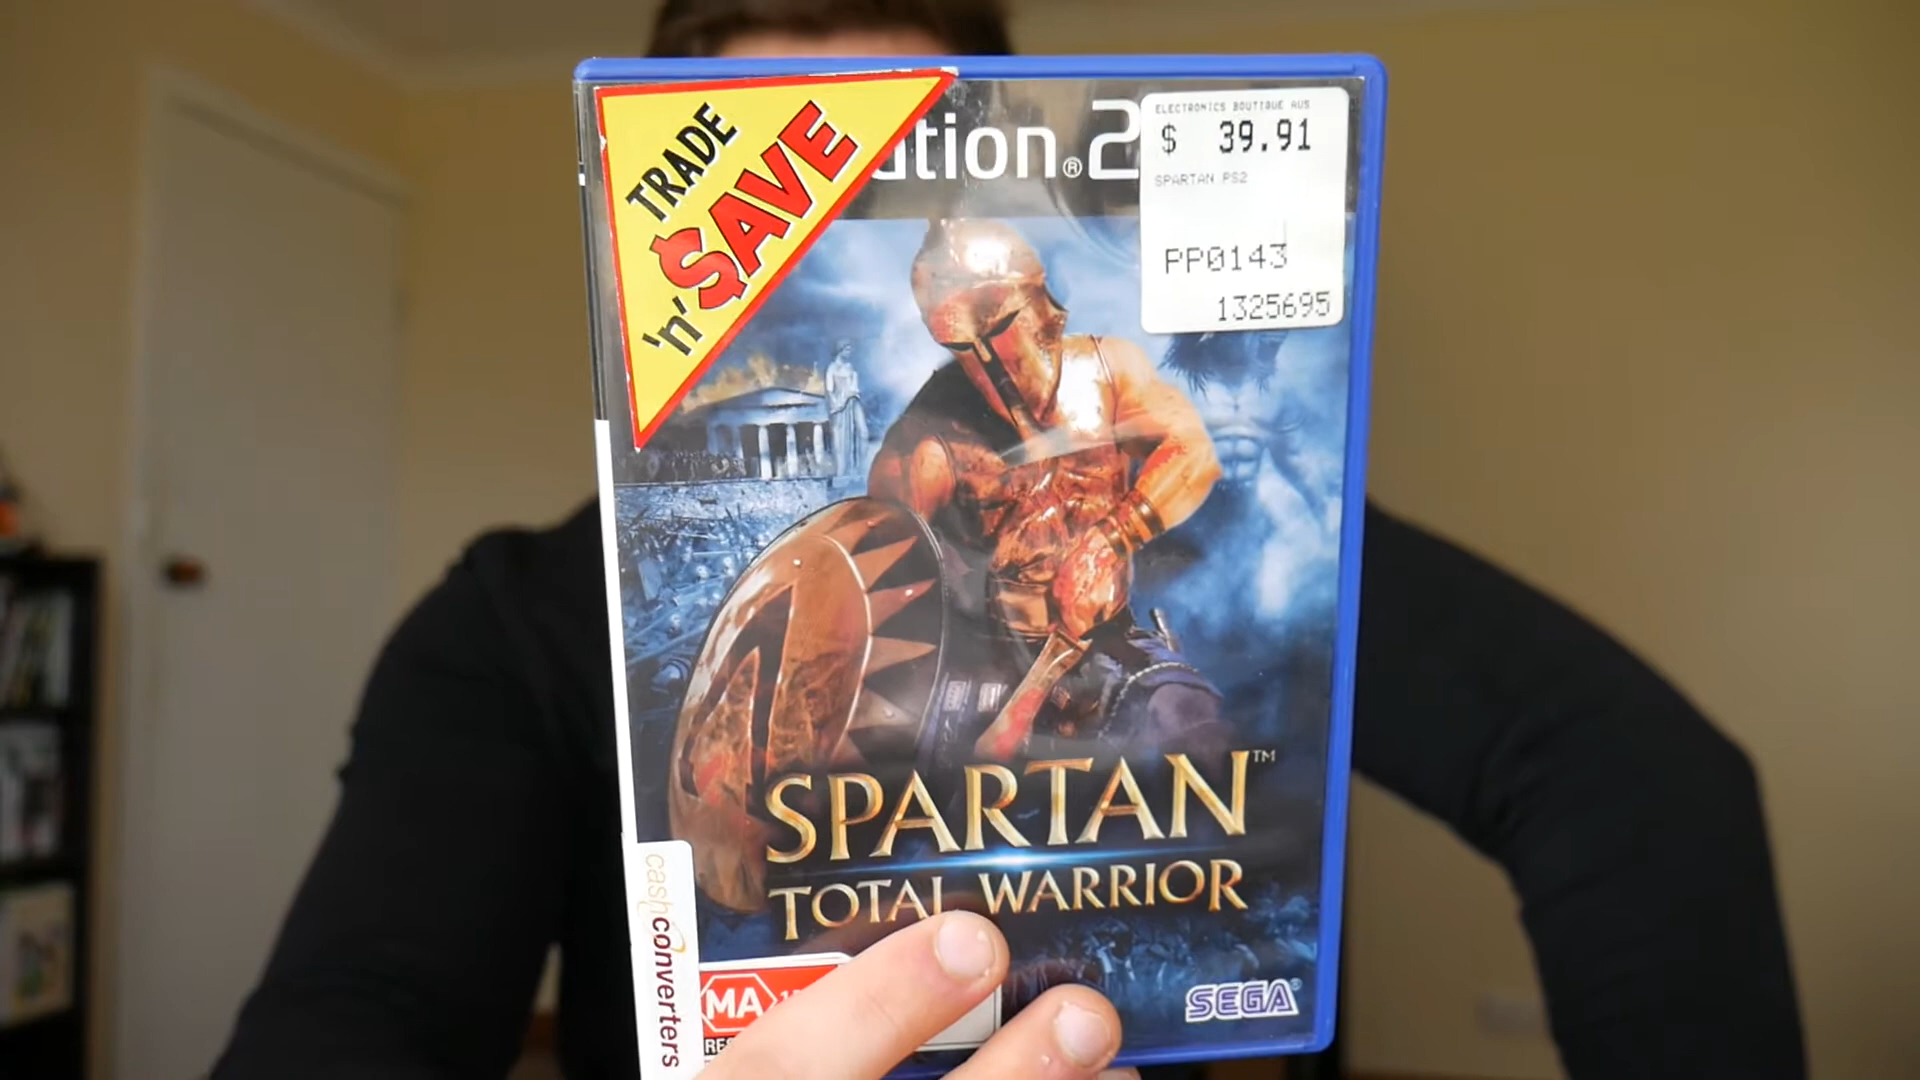 TRADE
'n' $AVE
ation®2
ELECTRONICS BOUTIQUE AUS
$ 39.91
SPARTAN PS2
PP0143
1325695
SPARTAN™
TOTAL WARRIOR
cash converters
MA
SEGA®